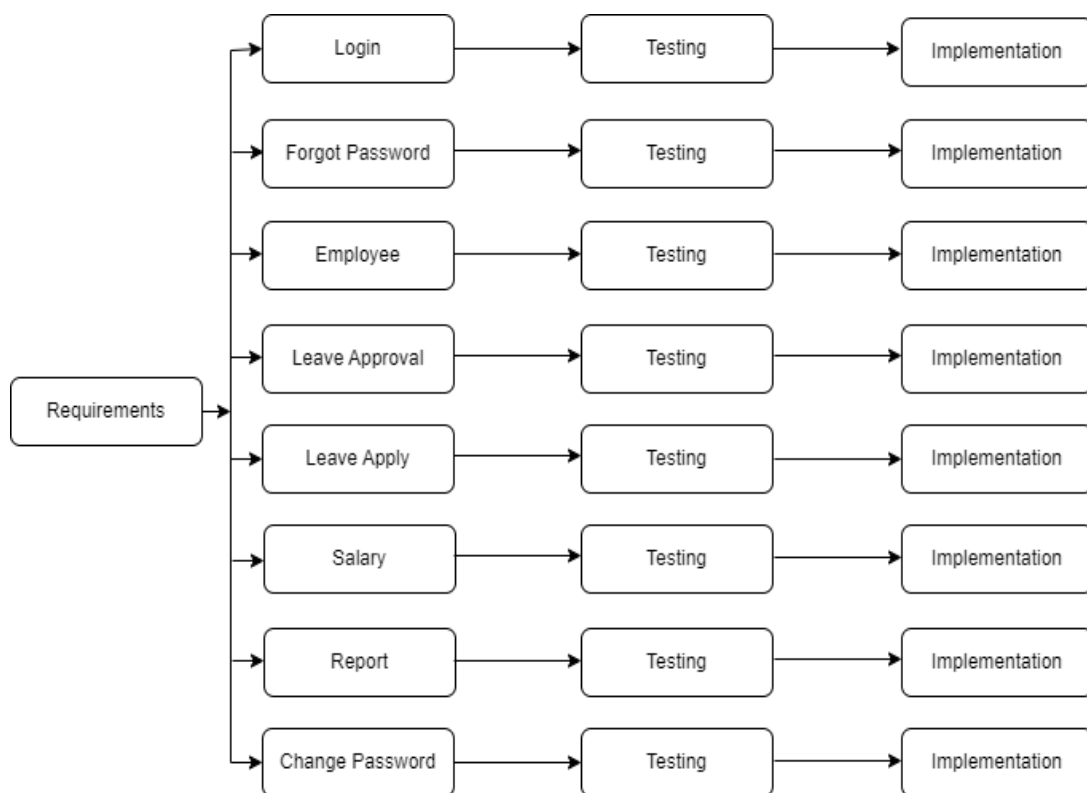 Login
Testing
Implementation
Forgot Password
Testing
Implementation
Employee
Testing
Implementation
Leave Approval
Testing
Implementation
Requirements
Leave Apply
Testing
Implementation
Salary
Testing
Implementation
Report
Testing
Implementation
Change Password
Testing
Implementation